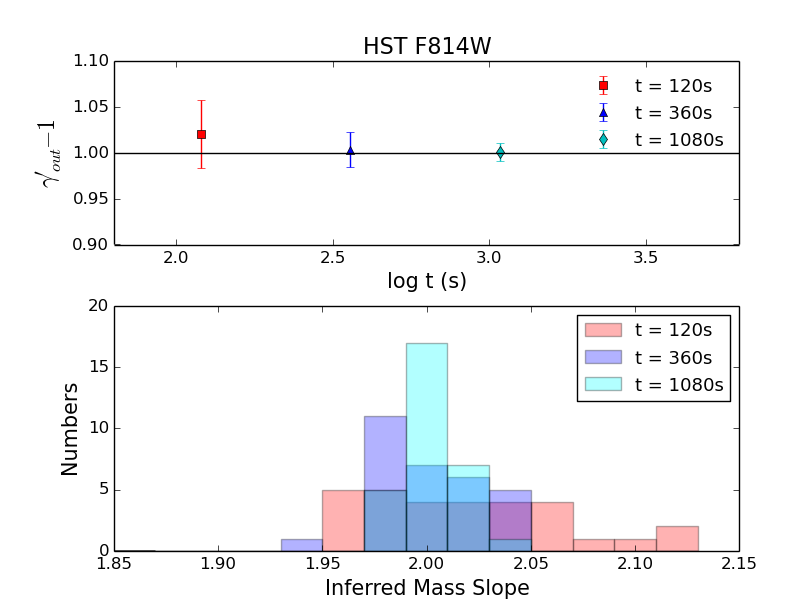 HST F814W
γ′out−1
1.10
1.05
1.00
0.95
0.90
t = 120s
t = 360s
t = 1080s
2.0 2.5 3.0 3.5
log t (s)
Numbers
20
15
10
5
0
t = 120s
t = 360s
t = 1080s
1.85 1.90 1.95 2.00 2.05 2.10 2.15
Inferred Mass Slope